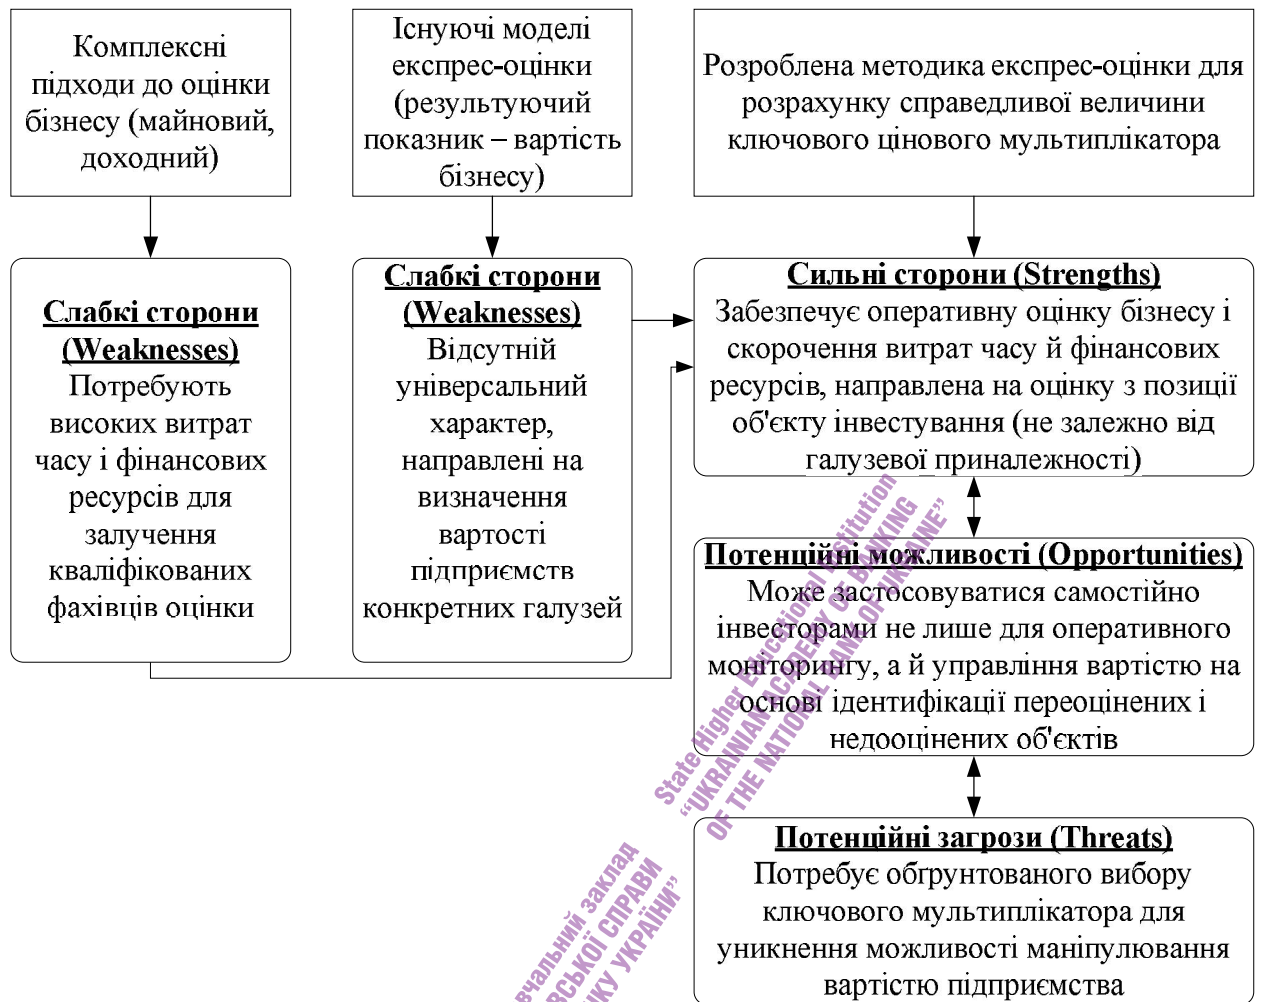 Комплексні
підходи до оцінки
бізнесу (майновий,
доходний)
Існуючі моделі
експрес-оцінки
(результуючий
показник – вартість
бізнесу)
Розроблена методика експрес-оцінки для
розрахунку справедливої величини
ключового цінового мультиплікатора
Слабкі сторони
(Weaknesses)
Потребують
високих витрат
часу і фінансових
ресурсів для
залучення
кваліфікованих
фахівців оцінки
Слабкі сторони
(Weaknesses)
Відсутній
універсальний
характер,
направлені на
визначення
вартості
підприємств
конкретних галузей
Сильні сторони (Strengths)
Забезпечує оперативну оцінку бізнесу і
скорочення витрат часу й фінансових
ресурсів, направлена на оцінку з позиції
об'єкту інвестування (не залежно від
галузевої приналежності)
Потенційні можливості (Opportunities)
Може застосовуватися самостійно
інвесторами не лише для оперативного
моніторингу, а й управління вартістю на
основі ідентифікації переоцінених і
недооцінених об'єктів
Потенційні загрози (Threats)
Потребує обґрунтованого вибору
ключового мультиплікатора для
уникнення можливості маніпулювання
вартістю підприємства
State Higher Educational Institution
“UKRAINIAN ACADEMY OF BANKING
OF THE NATIONAL BANK OF UKRAINE”
заклад
СПРАВИ
УКРАЇНИ”